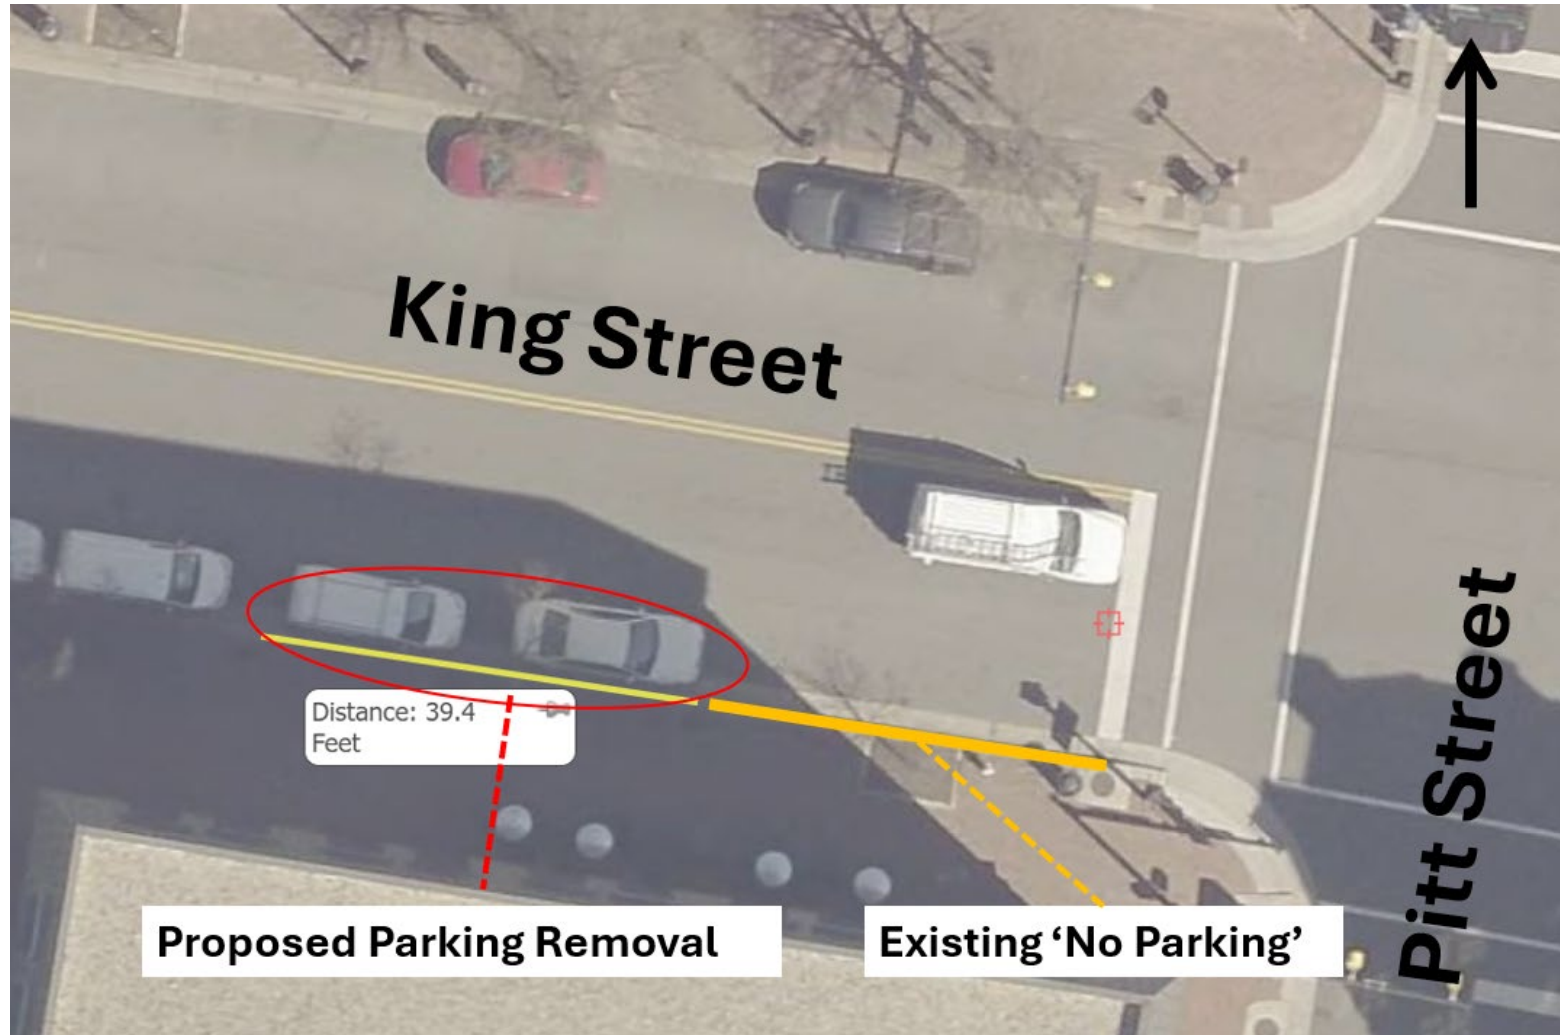 King Street
Distance: 39.4
Feet
Pitt Street
Proposed Parking Removal
Existing ‘No Parking’